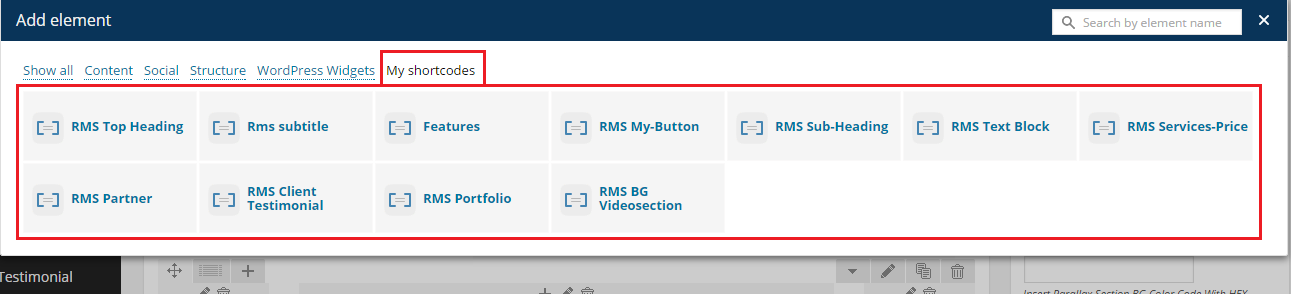 Add element
Search by element name
Show all Content Social Structure WordPress Widgets My shortcodes
RMS Top Heading Rms subtitle Features RMS My-Button RMS Sub-Heading RMS Text Block RMS Services-Price
RMS Partner RMS Client Testimonial RMS Portfolio RMS BG Videosection
Testimonial
Insert Parallax Section BG Color Code With HEX